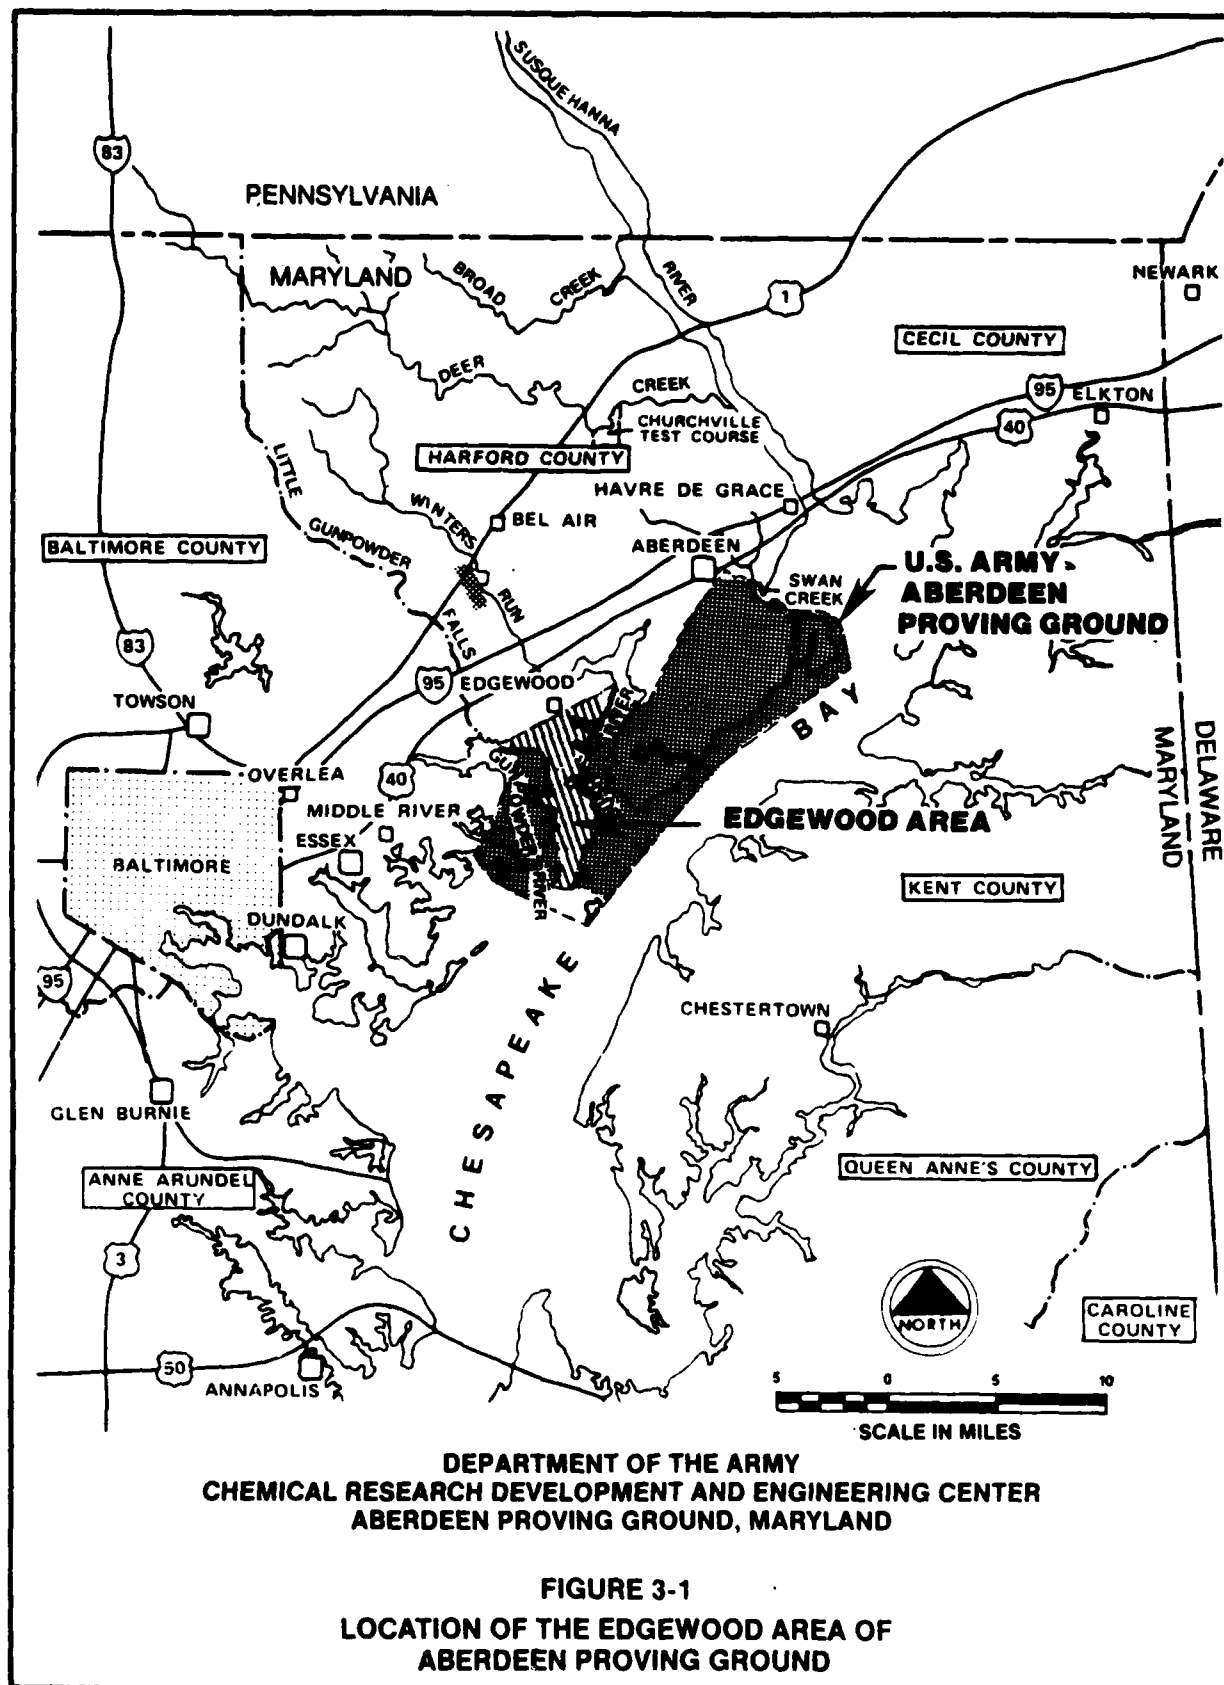 SUSQUEHANNA
83
PENNSYLVANIA
MARYLAND
BROAD
CREEK
RIVER
NEWARK
1
CECIL COUNTY
DEER
CREEK
95
ELKTON
40
CHURCHVILLE
TEST COURSE
HARFORD COUNTY
LITTLE
GUNPOWDER
FALLS
HAVRE DE GRACE
WINTERS
RUN
BEL AIR
BALTIMORE COUNTY
ABERDEEN
SWAN
CREEK
U.S. ARMY
ABERDEEN
PROVING GROUND
83
95
EDGEWOOD
TOWSON
RIVER
BAY
MARYLAND
DELAWARE
OVERLEA
40
GUNPOWDER
RIVER
MIDDLE RIVER
EDGEWOOD AREA
ESSEX
BALTIMORE
KENT COUNTY
DUNDALK
95
CHESAPEAKE
CHESTERTOWN
GLEN BURNIE
ANNE ARUNDEL
COUNTY
QUEEN ANNE'S COUNTY
3
NORTH
CAROLINE
COUNTY
50
ANNAPOLIS
5 0 5 10
SCALE IN MILES
DEPARTMENT OF THE ARMY
CHEMICAL RESEARCH DEVELOPMENT AND ENGINEERING CENTER
ABERDEEN PROVING GROUND, MARYLAND
FIGURE 3-1
LOCATION OF THE EDGEWOOD AREA OF
ABERDEEN PROVING GROUND